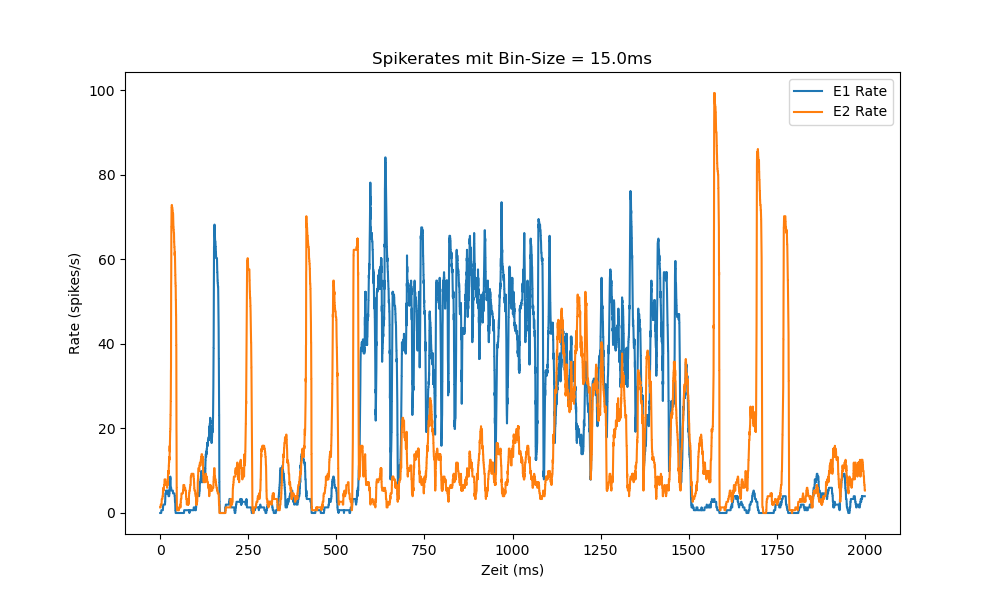 Spikerates mit Bin-Size = 15.0ms
E1 Rate
E2 Rate
100
80
60
40
20
0
Rate (spikes/s)
0 250 500 750 1000 1250 1500 1750 2000
Zeit (ms)